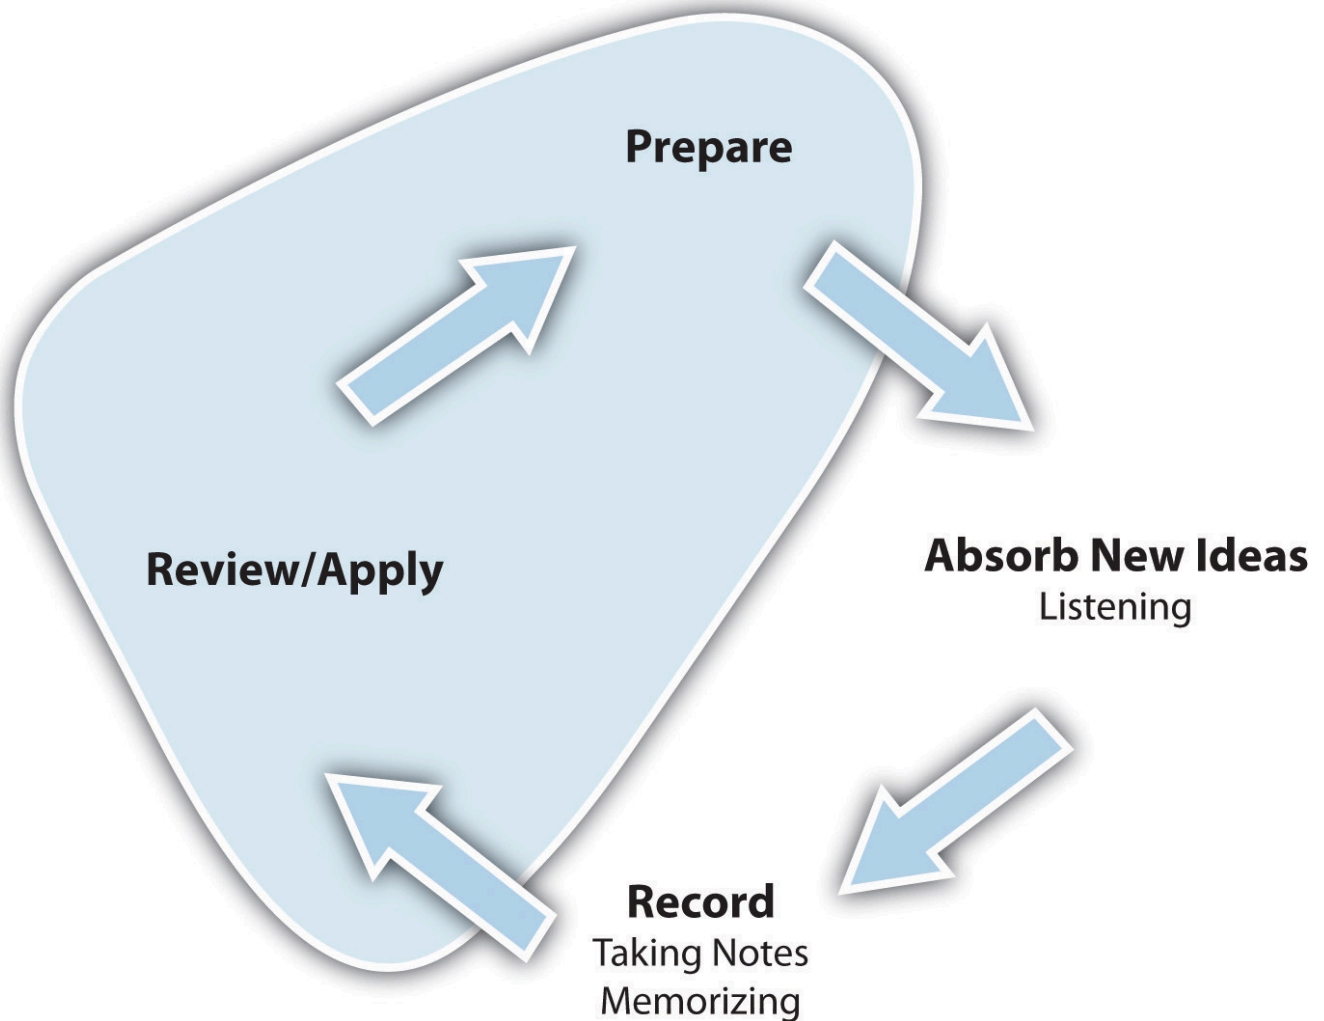 Prepare
Absorb New Ideas
Listening
Record
Taking Notes
Memorizing
Review/Apply